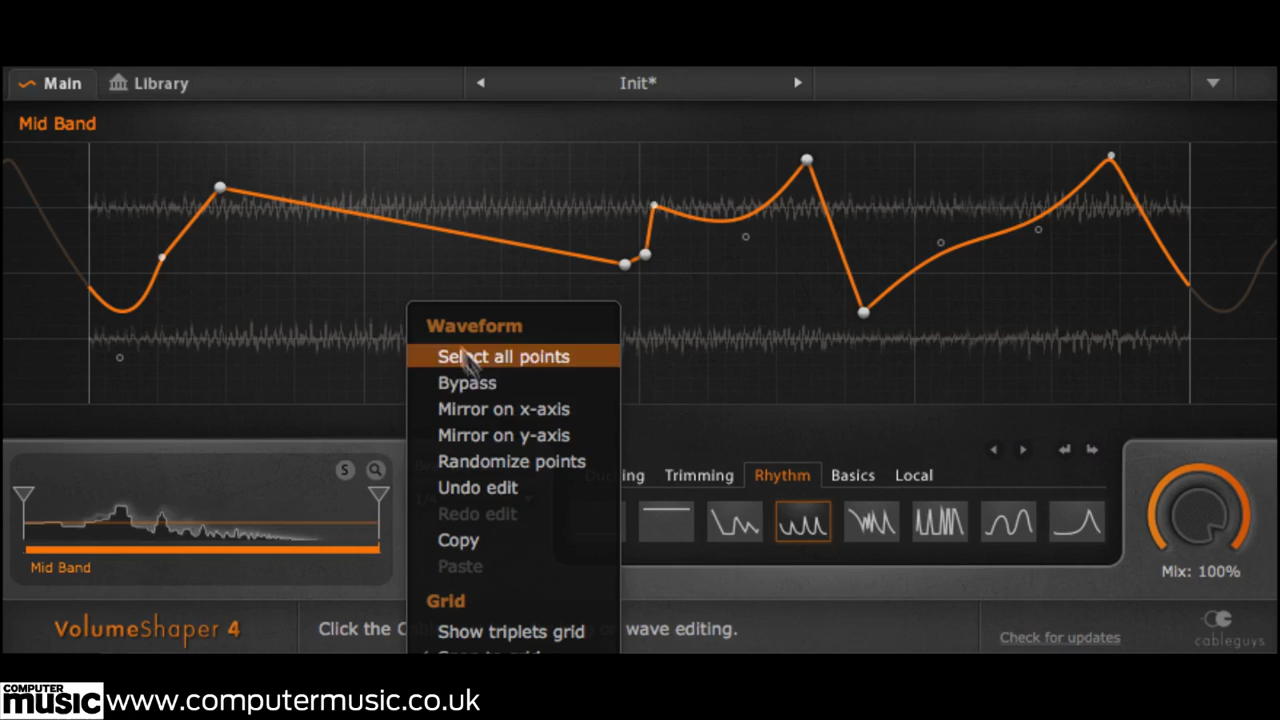 Main
Library
Init*
Mid Band
Waveform
Select all points
Bypass
Mirror on x-axis
Mirror on y-axis
Randomize points
Undo edit
Redo edit
Copy
Paste
Grid
Show triplets grid
S
Trimming
Rhythm
Basics
Local
Mid Band
Mix: 100%
VolumeShaper 4
Click the
wave editing.
Check for updates
cableguys
COMPUTER
music
www.computermusic.co.uk